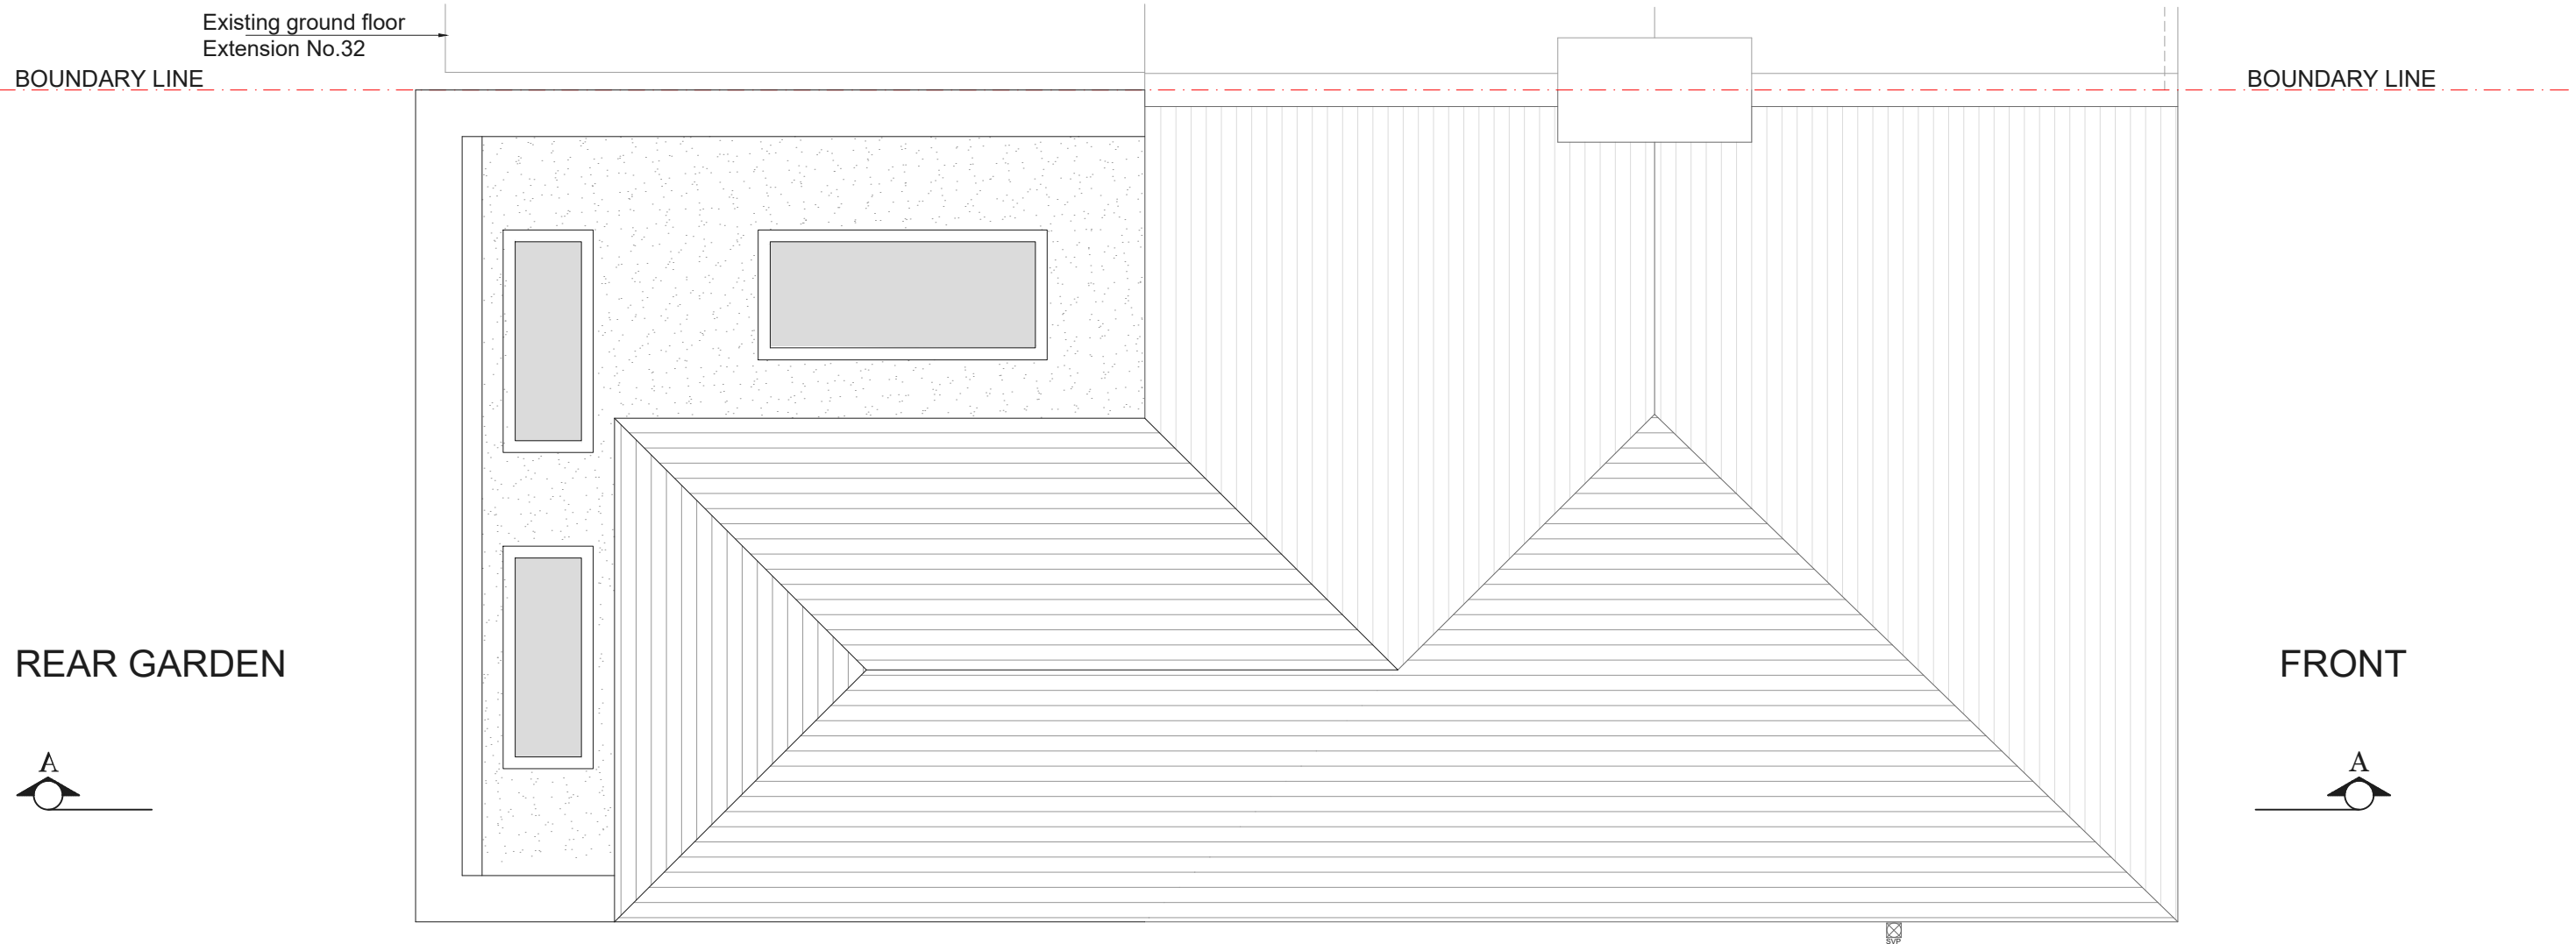 Existing ground floor
Extension No.32
BOUNDARY LINE
BOUNDARY LINE
REAR GARDEN
FRONT
A
A
SVP